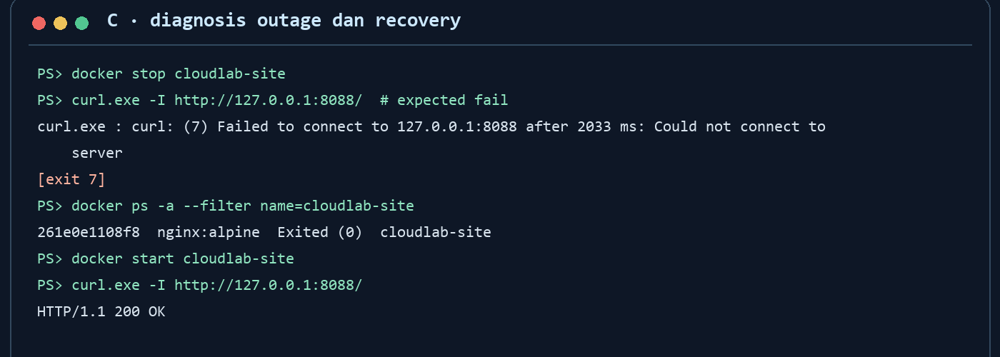 C · diagnosis outage dan recovery
PS> docker stop cloudlab-site
PS> curl.exe -I http://127.0.0.1:8088/  # expected fail
curl.exe : curl: (7) Failed to connect to 127.0.0.1:8088 after 2033 ms: Could not connect to
    server
[exit 7]
PS> docker ps -a --filter name=cloudlab-site
261e0e1108f8  nginx:alpine  Exited (0)  cloudlab-site
PS> docker start cloudlab-site
PS> curl.exe -I http://127.0.0.1:8088/
HTTP/1.1 200 OK